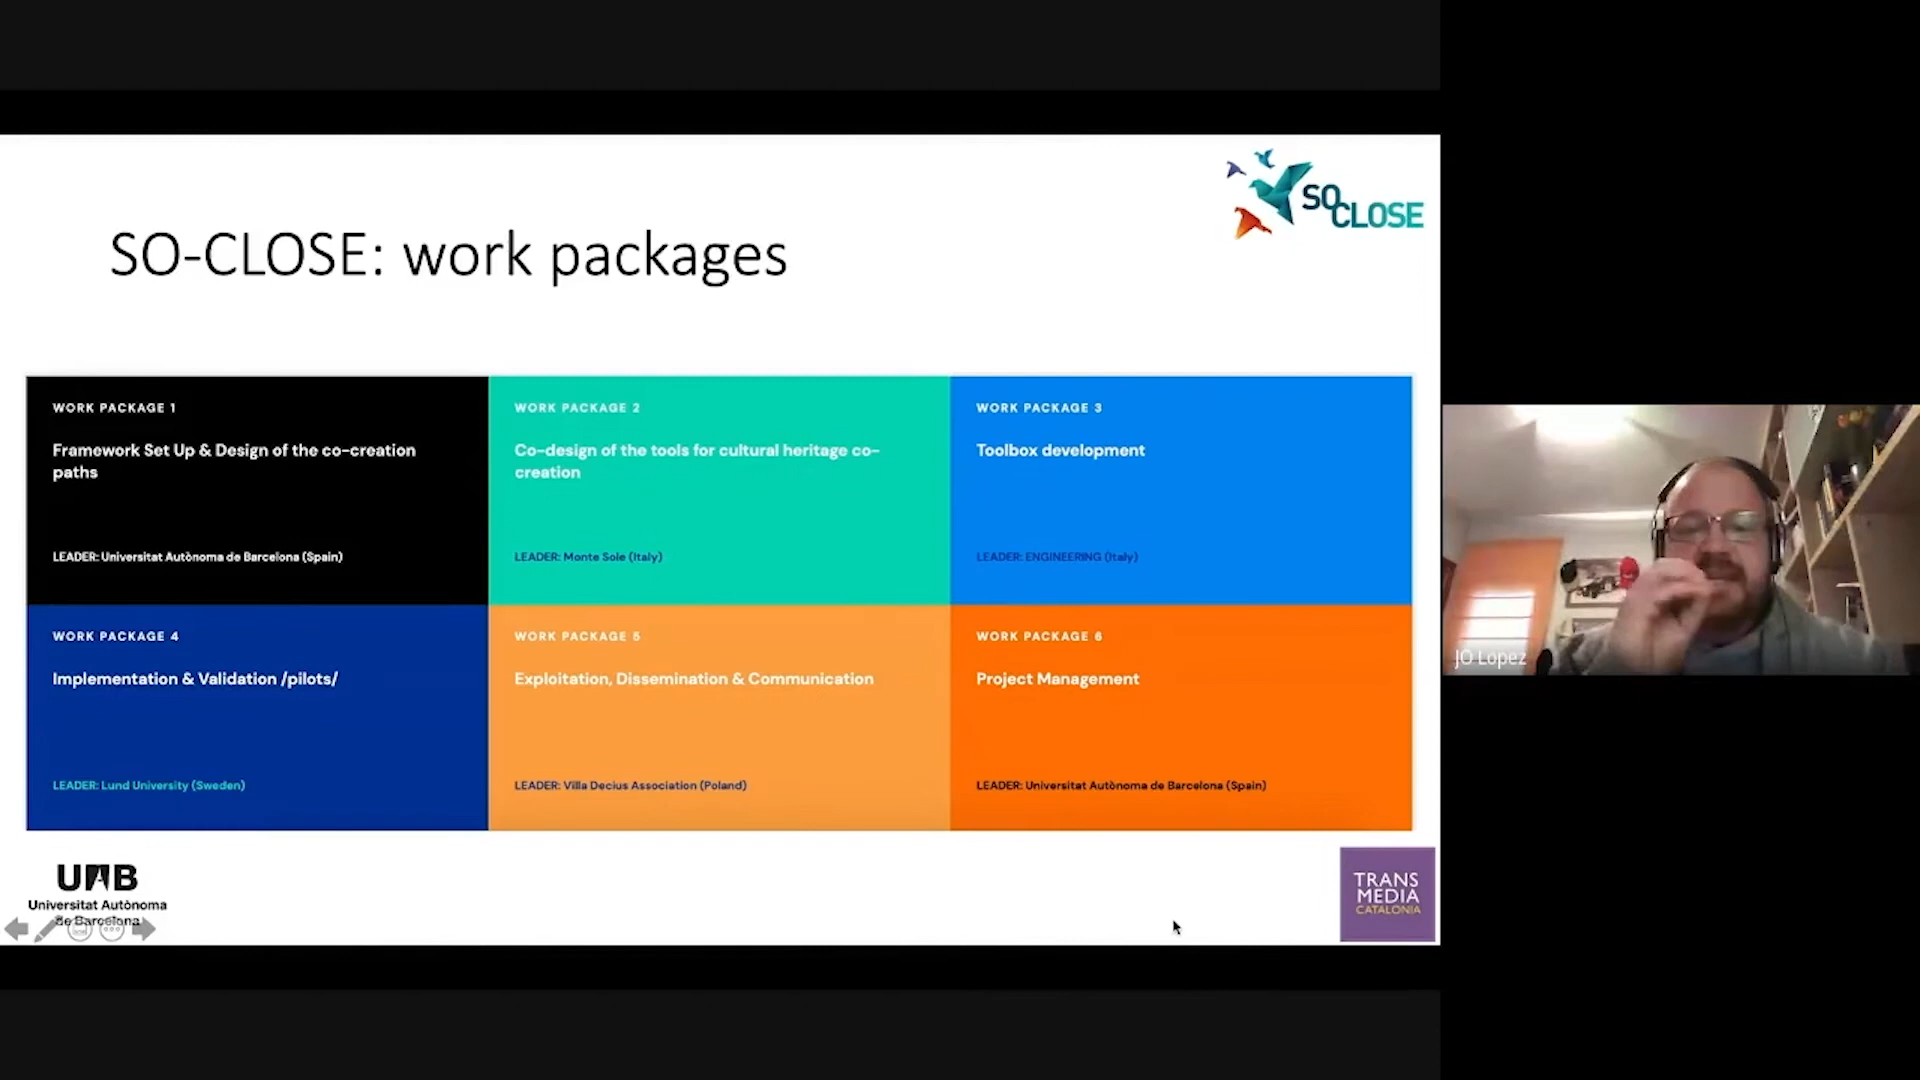 SO
CLOSE
SO-CLOSE: work packages
WORK PACKAGE 1
Framework Set Up & Design of the co-creation
paths
LEADER: Universitat Autònoma de Barcelona (Spain)
WORK PACKAGE 2
Co-design of the tools for cultural heritage co-
creation
LEADER: Monte Sole (Italy)
WORK PACKAGE 3
Toolbox development
LEADER: ENGINEERING (Italy)
WORK PACKAGE 4
Implementation & Validation /pilots/
LEADER: Lund University (Sweden)
WORK PACKAGE 5
Exploitation, Dissemination & Communication
LEADER: Villa Decius Association (Poland)
WORK PACKAGE 6
Project Management
LEADER: Universitat Autònoma de Barcelona (Spain)
JO Lopez
UAB
Universitat Autònoma
de Barcelona
TRANS
MEDIA
CATALONIA